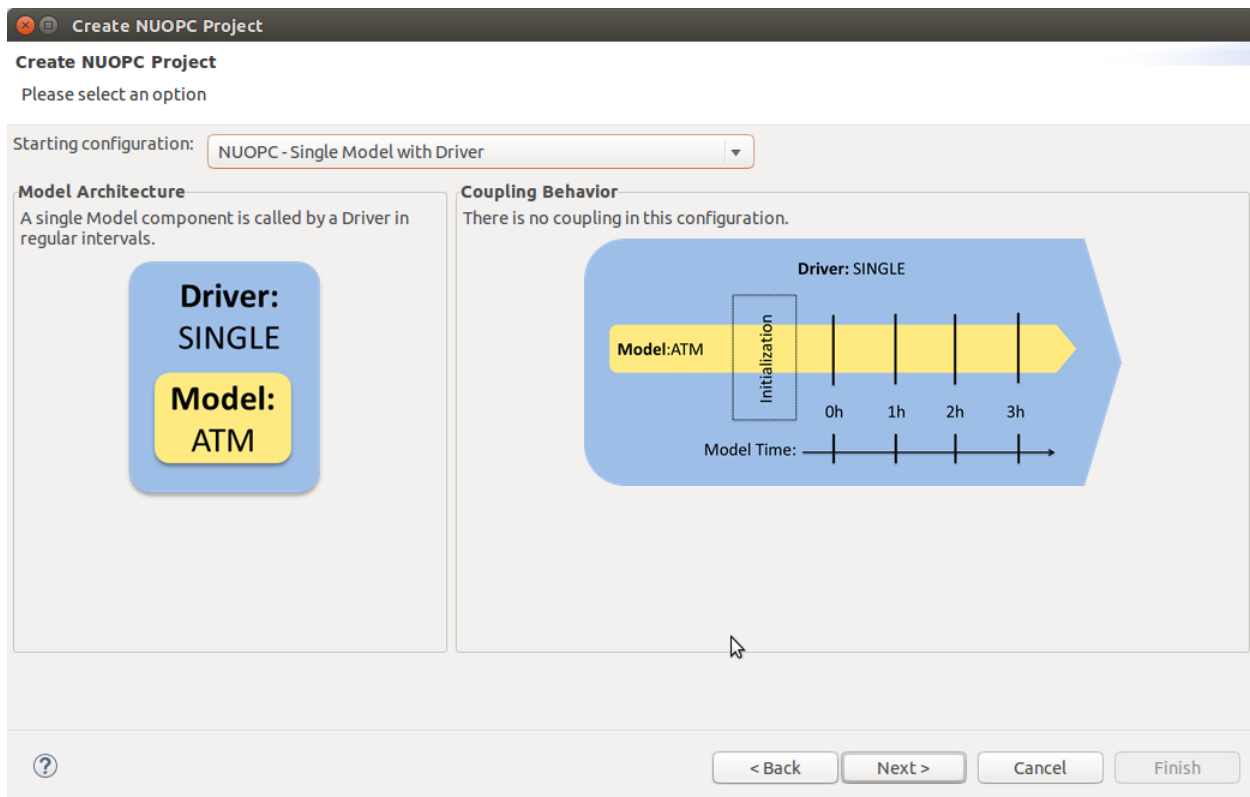 Create NUOPC Project
Create NUOPC Project
Please select an option
Starting configuration:
NUOPC - Single Model with Driver
Model Architecture
A single Model component is called by a Driver in
regular intervals.
Driver:
SINGLE
Model:
ATM
Coupling Behavior
There is no coupling in this configuration.
Driver: SINGLE
Model:ATM
Initialization
0h 1h 2h 3h
Model Time:
?
< Back Next > Cancel Finish